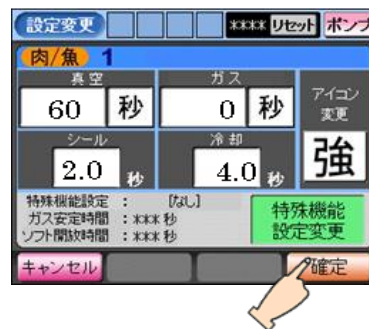 設定変更 **** リセット ポンプ
肉/魚 1
真空 ガス アイコン
変更
60 秒 0 秒
シール 冷却 強
2.0 秒 4.0 秒
特殊機能設定 : [なし] 特殊機能
ガス安定時間 : *** 秒 設定変更
ソフト開放時間 : *** 秒
キャンセル 確定